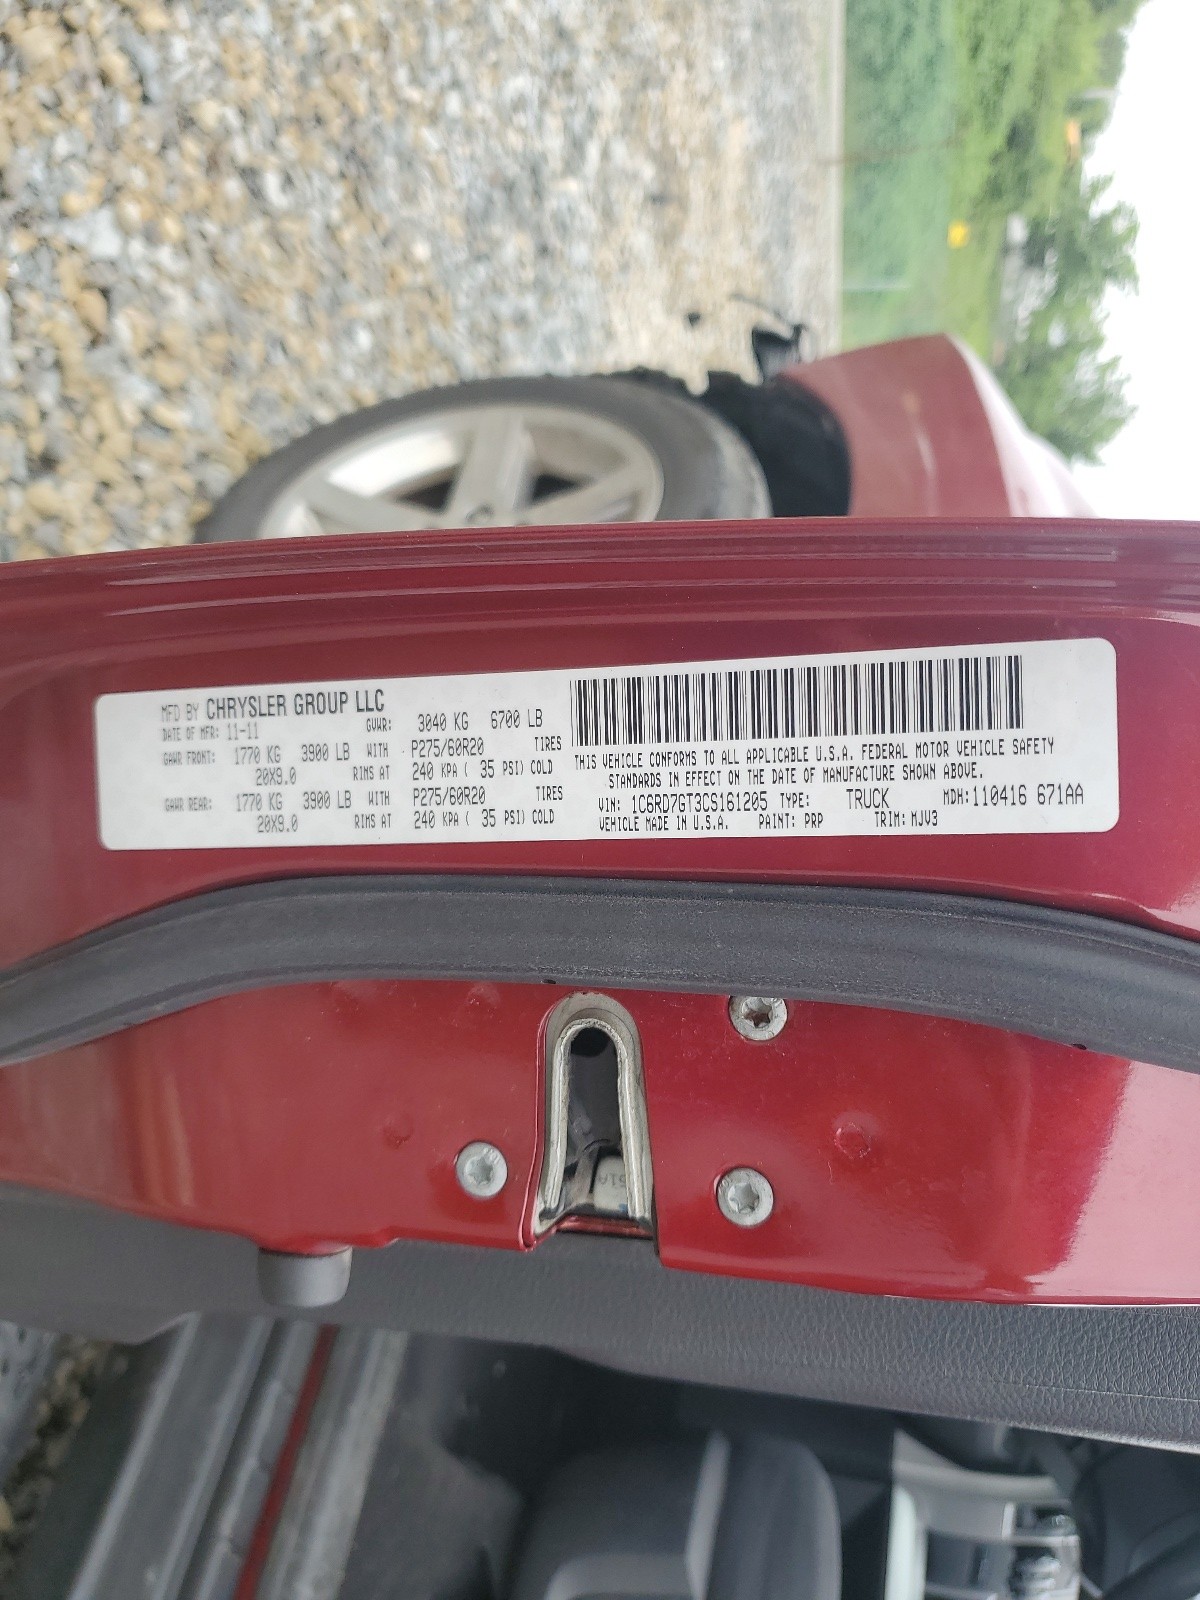 MFD BY CHRYSLER GROUP LLC
DATE OF MFR: 11-11 GVWR: 3040 KG 6700 LB
GAWR FRONT: 1770 KG 3900 LB WITH P275/60R20 TIRES
20X9.0 RIMS AT 240 KPA ( 35 PSI) COLD
GAWR REAR: 1770 KG 3900 LB WITH P275/60R20 TIRES
20X9.0 RIMS AT 240 KPA ( 35 PSI) COLD
THIS VEHICLE CONFORMS TO ALL APPLICABLE U.S.A. FEDERAL MOTOR VEHICLE SAFETY
STANDARDS IN EFFECT ON THE DATE OF MANUFACTURE SHOWN ABOVE.
VIN: 1C6RD7GT3CS161205 TYPE: TRUCK MDH: 110416 671AA
VEHICLE MADE IN U.S.A. PAINT: PRP TRIM: MJV3